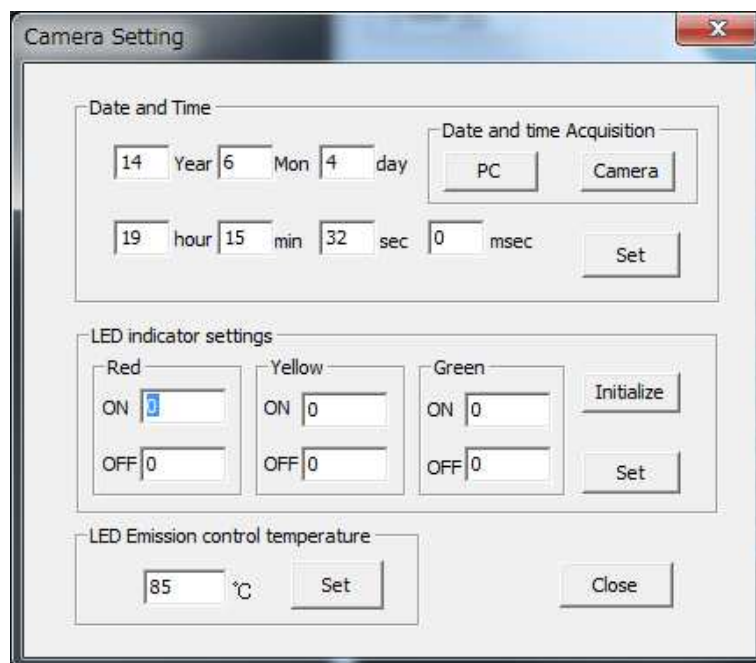 Camera Setting
Date and Time
Date and time Acquisition
14 Year 6 Mon 4 day
PC Camera
19 hour 15 min 32 sec 0 msec
Set
LED indicator settings
Red Yellow Green
ON 0 ON 0 ON 0 Initialize
OFF 0 OFF 0 OFF 0 Set
LED Emission control temperature
85 ℃ Set Close